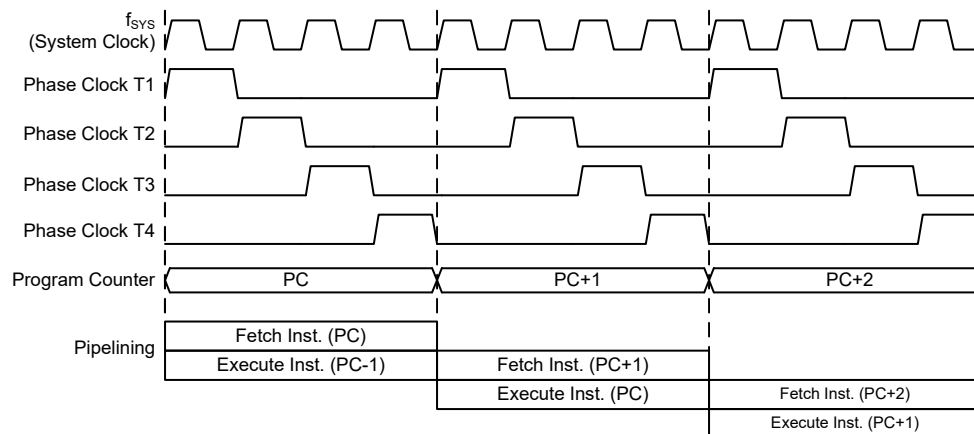 fSYS
(System Clock)
Phase Clock T1
Phase Clock T2
Phase Clock T3
Phase Clock T4
Program Counter PC PC+1 PC+2
Pipelining
Fetch Inst. (PC)
Execute Inst. (PC-1) Fetch Inst. (PC+1)
Execute Inst. (PC) Fetch Inst. (PC+2)
Execute Inst. (PC+1)